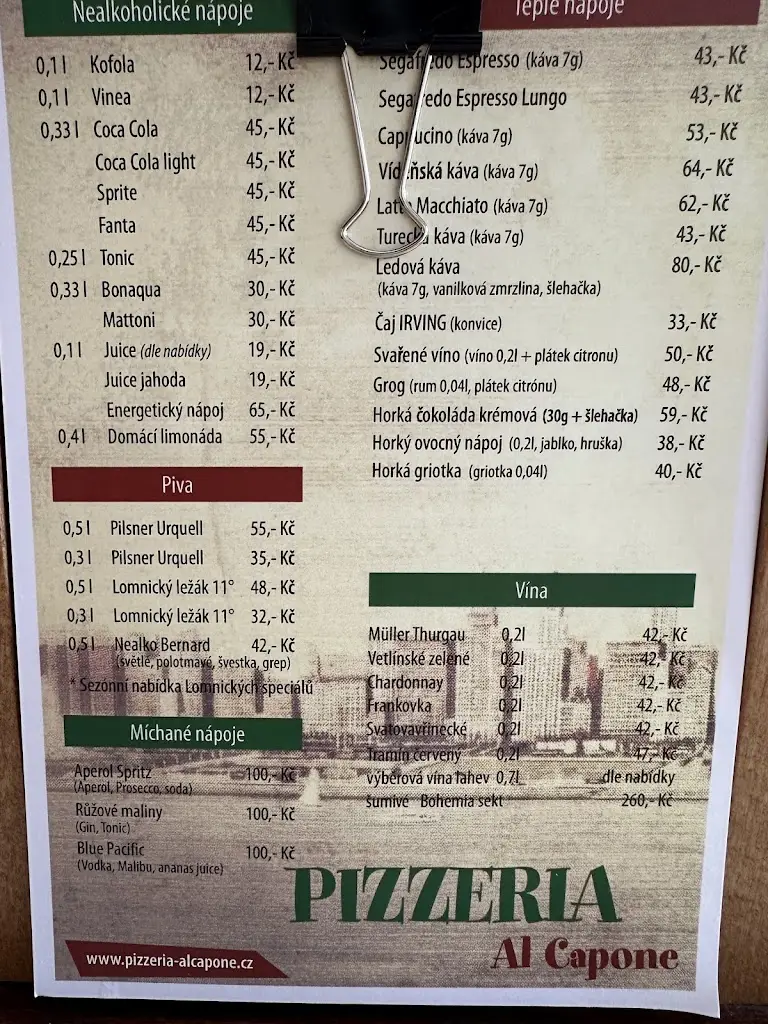 Nealkoholické nápoje
0,1 l Kofola 12,- Kč
0,1 l Vinea 12,- Kč
0,33 l Coca Cola 45,- Kč
Coca Cola light 45,- Kč
Sprite 45,- Kč
Fanta 45,- Kč
0,25 l Tonic 45,- Kč
0,33 l Bonaqua 30,- Kč
Mattoni 30,- Kč
0,1 l Juice (dle nabídky) 19,- Kč
Juice jahoda 19,- Kč
Energetický nápoj 65,- Kč
0,4 l Domácí limonáda 55,- Kč
Piva
0,5 l Pilsner Urquell 55,- Kč
0,3 l Pilsner Urquell 35,- Kč
0,5 l Lomnický ležák 11° 48,- Kč
0,3 l Lomnický ležák 11° 32,- Kč
0,5 l Nealko Bernard 42,- Kč
(světlé, polotmavé, švestka, grep)
* Sezónní nabídka Lomnických speciálů
Míchané nápoje
Aperol Spritz 100,- Kč
(Aperol, Prosecco, soda)
Růžové maliny 100,- Kč
(Gin, Tonic)
Blue Pacific 100,- Kč
(Vodka, Malibu, ananas juice)
www.pizzeria-alcapone.cz
Teplé nápoje
Segafredo Espresso (káva 7g) 43,- Kč
Segafredo Espresso Lungo 43,- Kč
Cappucino (káva 7g) 53,- Kč
Vídeňská káva (káva 7g) 64,- Kč
Latte Macchiato (káva 7g) 62,- Kč
Turecká káva (káva 7g) 43,- Kč
Ledová káva 80,- Kč
(káva 7g, vanilková zmrzlina, šlehačka)
Čaj IRVING (konvice) 33,- Kč
Svařené víno (víno 0,2l + plátek citronu) 50,- Kč
Grog (rum 0,04l, plátek citrónu) 48,- Kč
Horká čokoláda krémová (30g + šlehačka) 59,- Kč
Horký ovocný nápoj (0,2l, jablko, hruška) 38,- Kč
Horká griotka (griotka 0,04l) 40,- Kč
Vína
Müller Thurgau 0,2l 42,- Kč
Vetlínské zelené 0,2l 42,- Kč
Chardonnay 0,2l 42,- Kč
Frankovka 0,2l 42,- Kč
Svatovavřinecké 0,2l 42,- Kč
Tramín červený 0,2l 47,- Kč
výběrová vína lahev 0,7l dle nabídky
šumivé Bohemia sekt 260,- Kč
PIZZERIA
Al Capone